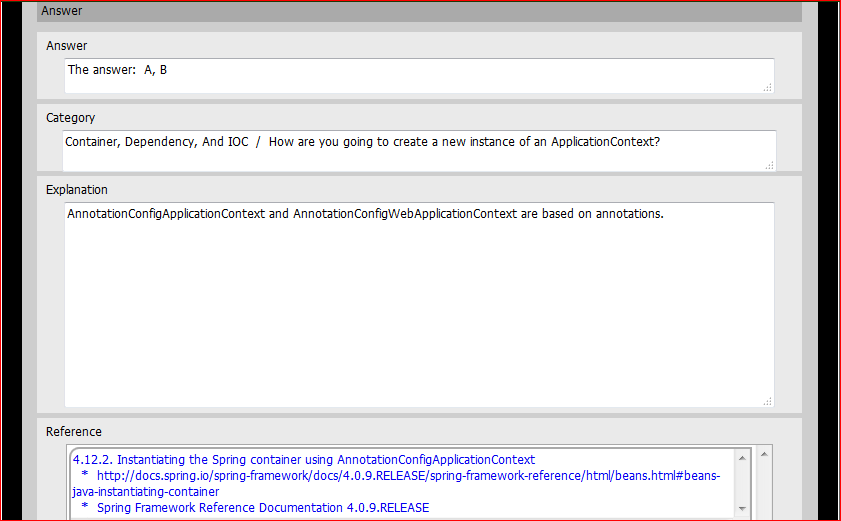 Answer
Answer
The answer:  A, B
Category
Container, Dependency, And IOC  /  How are you going to create a new instance of an ApplicationContext?
Explanation
AnnotationConfigApplicationContext and AnnotationConfigWebApplicationContext are based on annotations.
Reference
4.12.2. Instantiating the Spring container using AnnotationConfigApplicationContext
*  http://docs.spring.io/spring-framework/docs/4.0.9.RELEASE/spring-framework-reference/html/beans.html#beans-
java-instantiating-container
*  Spring Framework Reference Documentation 4.0.9.RELEASE